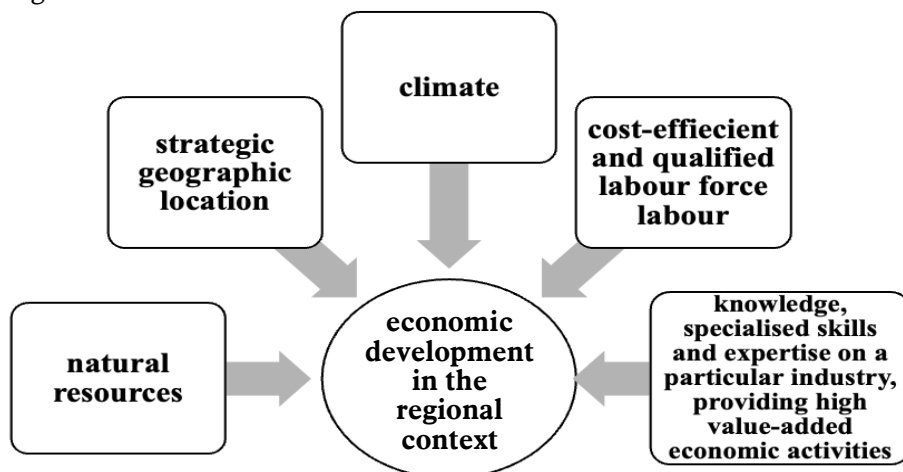 climate
strategic
geographic
location
cost-effiecient
and qualified
labour force
labour
natural
resources
economic
development
in the
regional
context
knowledge,
specialised skills
and expertise on a
particular industry,
providing high
value-added
economic activities